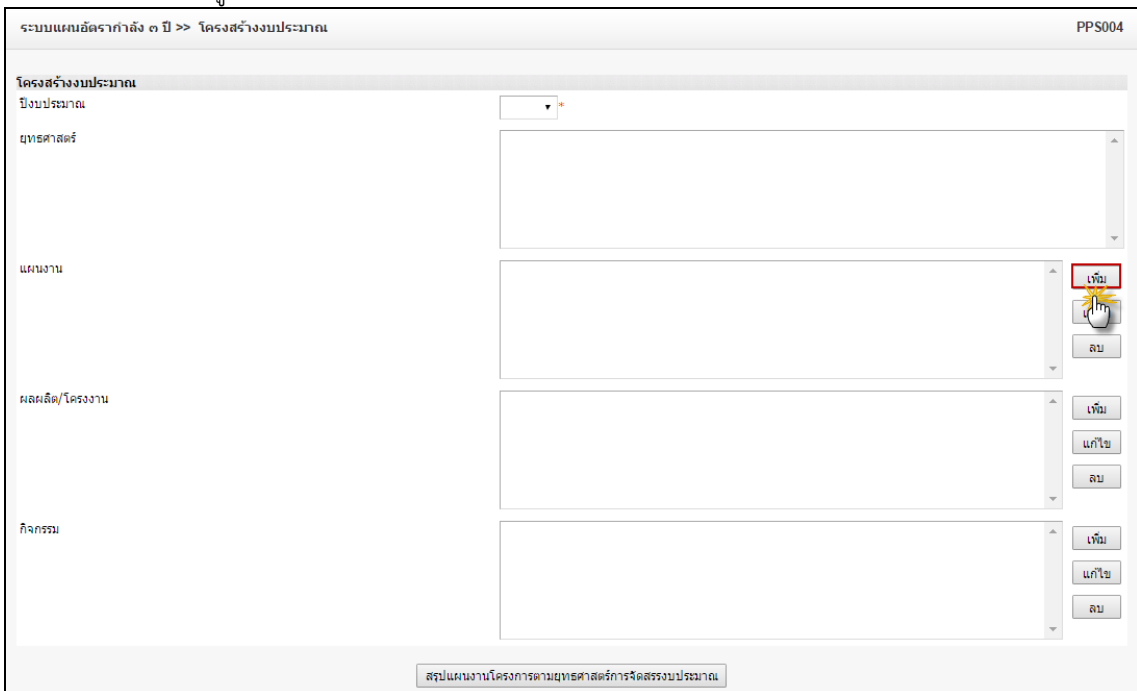 ระบบแผนอัตรากำลัง ๓ ปี >> โครงสร้างงบประมาณ PPS004
โครงสร้างงบประมาณ
ปีงบประมาณ *
ยุทธศาสตร์
แผนงาน เพิ่ม
ลบ
ผลผลิต/โครงงาน เพิ่ม
แก้ไข
ลบ
กิจกรรม เพิ่ม
แก้ไข
ลบ
สรุปแผนงานโครงการตามยุทธศาสตร์การจัดสรรงบประมาณ